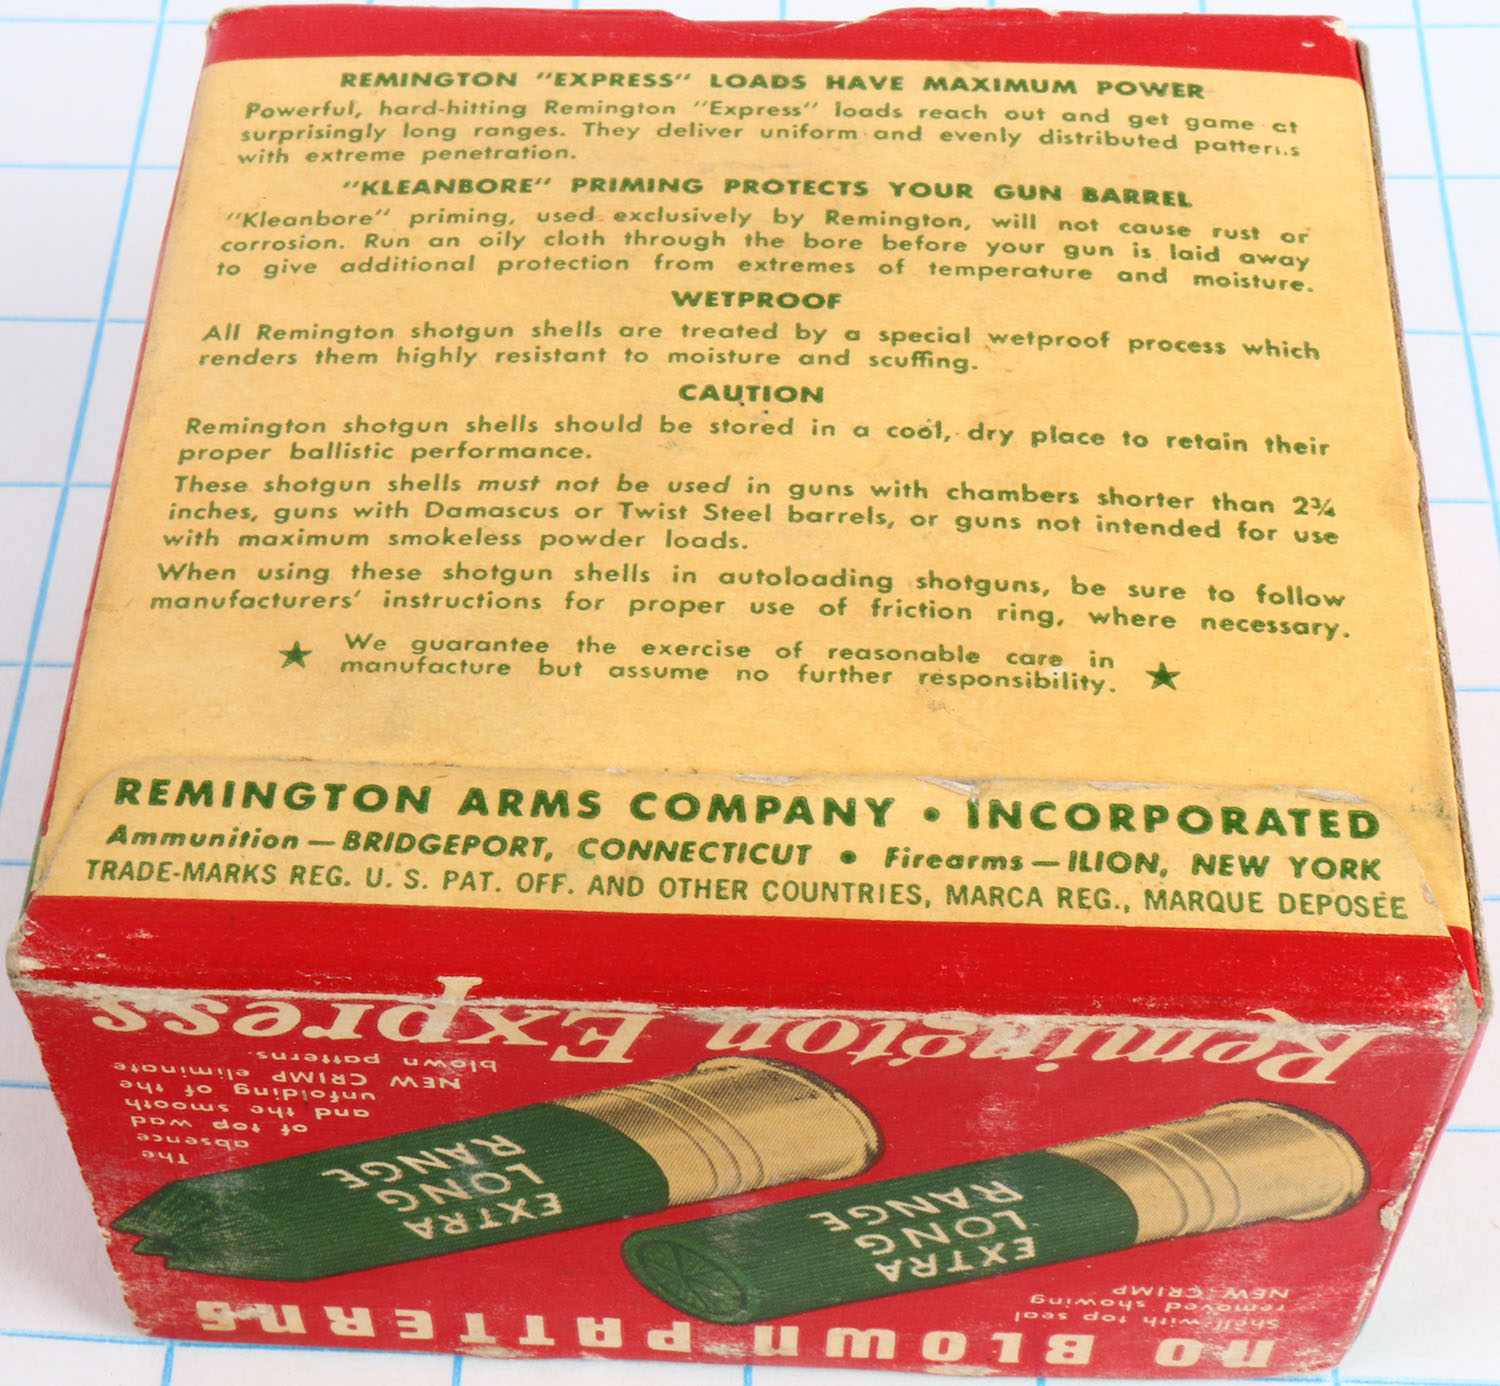 REMINGTON "EXPRESS" LOADS HAVE MAXIMUM POWER
Powerful, hard-hitting Remington "Express" loads reach out and get game at
surprisingly long ranges. They deliver uniform and evenly distributed patterns
with extreme penetration.
"KLEANBORE" PRIMING PROTECTS YOUR GUN BARREL
"Kleanbore" priming, used exclusively by Remington, will not cause rust or
corrosion. Run an oily cloth through the bore before your gun is laid away
to give additional protection from extremes of temperature and moisture.
WETPROOF
All Remington shotgun shells are treated by a special wetproof process which
renders them highly resistant to moisture and scuffing.
CAUTION
Remington shotgun shells should be stored in a cool, dry place to retain their
proper ballistic performance.
These shotgun shells must not be used in guns with chambers shorter than 2¾
inches, guns with Damascus or Twist Steel barrels, or guns not intended for use
with maximum smokeless powder loads.
When using these shotgun shells in autoloading shotguns, be sure to follow
manufacturers' instructions for proper use of friction ring, where necessary.
★ We guarantee the exercise of reasonable care in
manufacture but assume no further responsibility. ★
REMINGTON ARMS COMPANY • INCORPORATED
Ammunition—BRIDGEPORT, CONNECTICUT • Firearms—ILION, NEW YORK
TRADE-MARKS REG. U. S. PAT. OFF. AND OTHER COUNTRIES, MARCA REG., MARQUE DEPOSÉE
Remington Express
NO BLOWN PATTERNS
Shell with top seal
removed showing
NEW CRIMP
EXTRA
LONG
RANGE
EXTRA
LONG
RANGE
The
absence
of top wad
and the smooth
unfolding of the
NEW CRIMP eliminate
blown patterns.